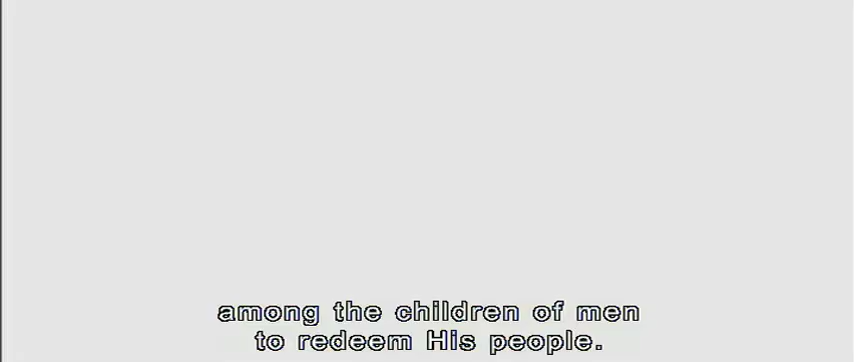 among the children of men
to redeem His people.